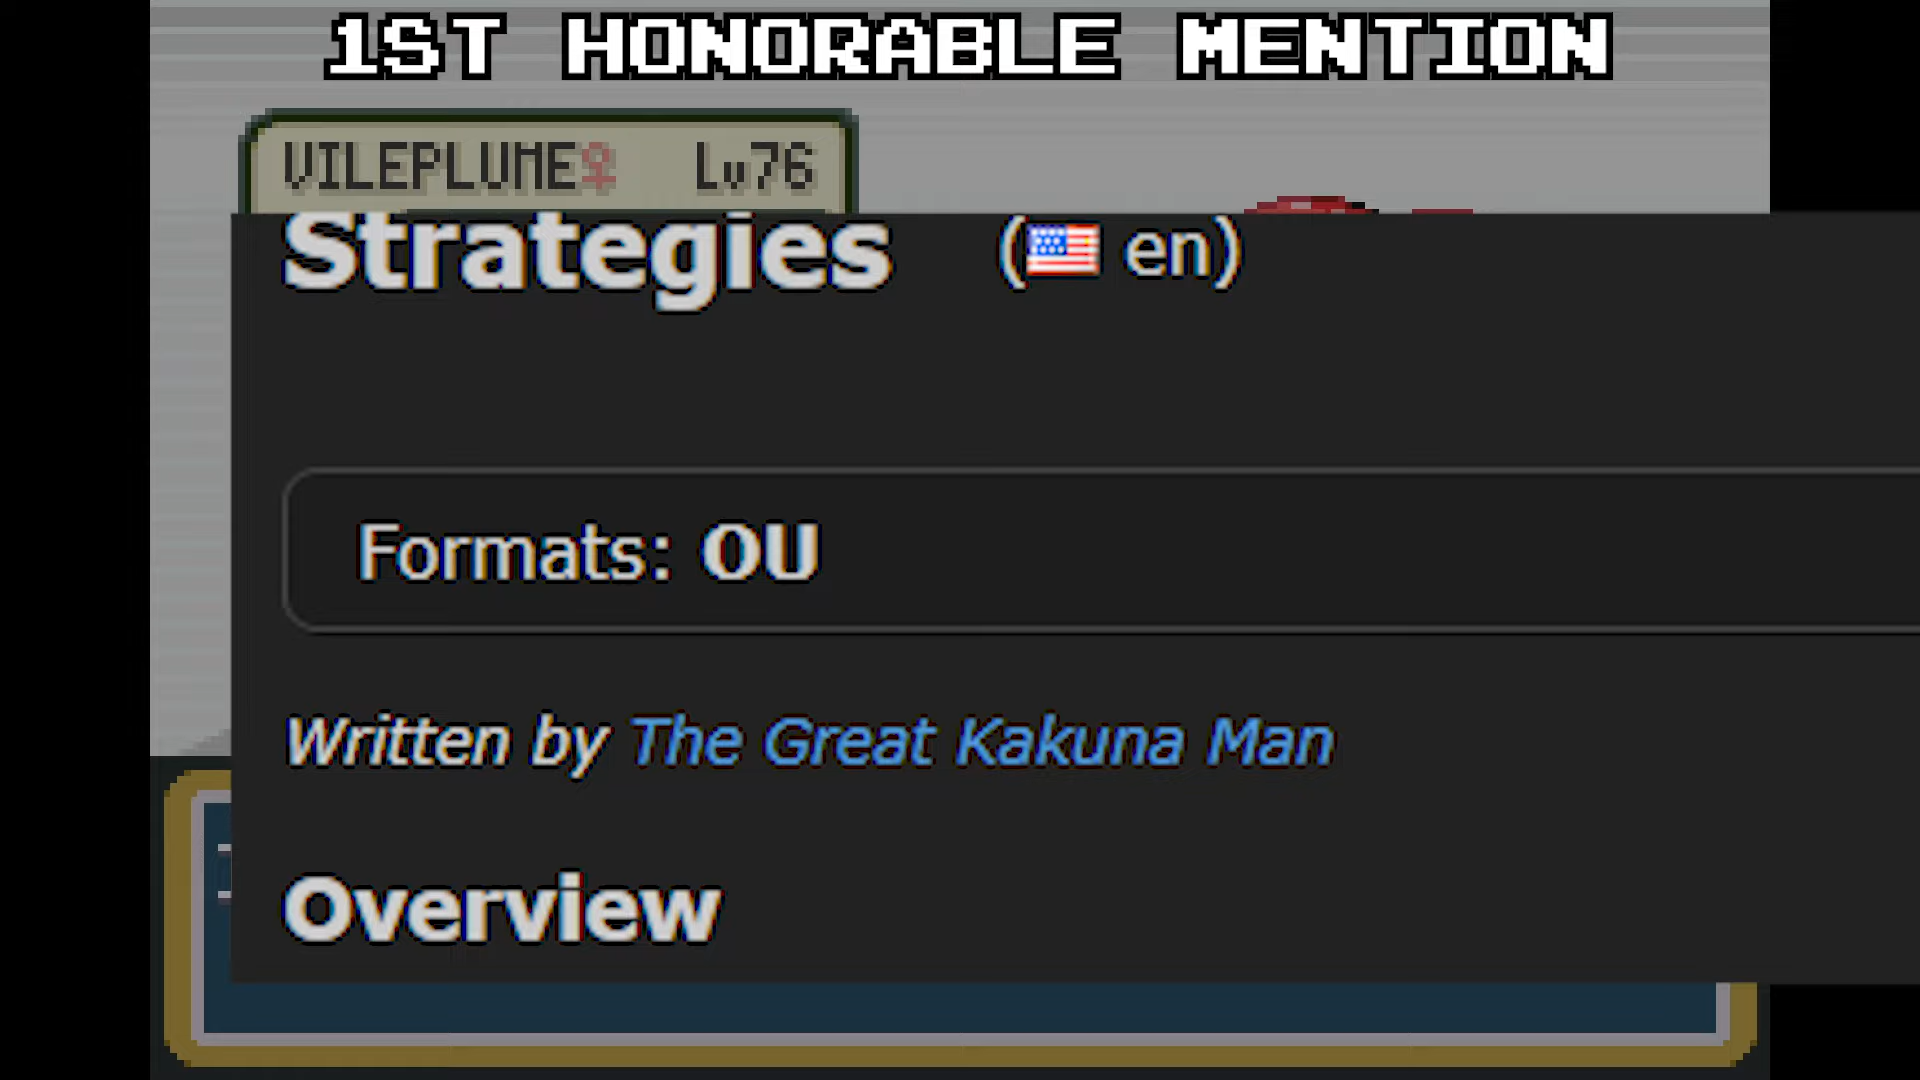 1ST HONORABLE MENTION
VILEPLUME♀ Lv76
Strategies (🇺🇸 en)
Formats: OU
Written by The Great Kakuna Man
Overview